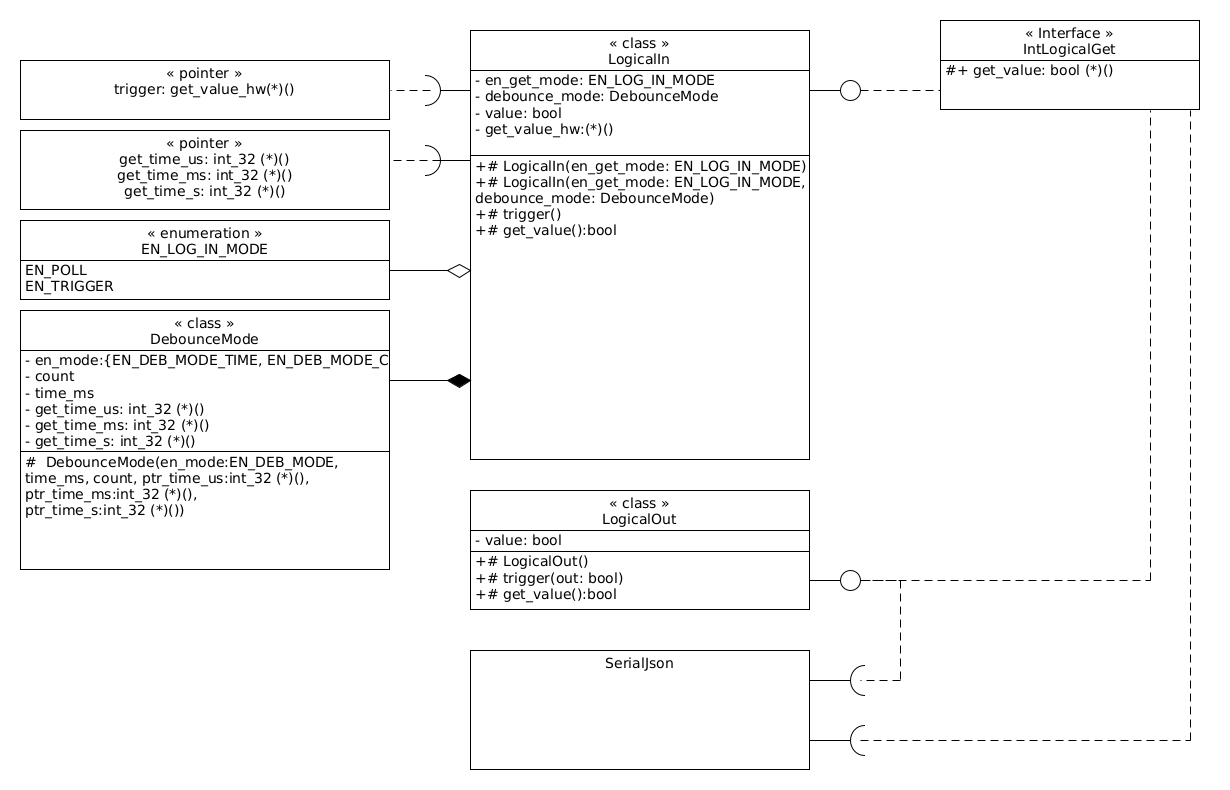 « pointer »
trigger: get_value_hw(*)()
« pointer »
get_time_us: int_32 (*)()
get_time_ms: int_32 (*)()
get_time_s: int_32 (*)()
« enumeration »
EN_LOG_IN_MODE
EN_POLL
EN_TRIGGER
« class »
DebounceMode
- en_mode:{EN_DEB_MODE_TIME, EN_DEB_MODE_C
- count
- time_ms
- get_time_us: int_32 (*)()
- get_time_ms: int_32 (*)()
- get_time_s: int_32 (*)()
#  DebounceMode(en_mode:EN_DEB_MODE,
time_ms, count, ptr_time_us:int_32 (*)(),
ptr_time_ms:int_32 (*)(),
ptr_time_s:int_32 (*)())
« class »
LogicalIn
- en_get_mode: EN_LOG_IN_MODE
- debounce_mode: DebounceMode
- value: bool
- get_value_hw:(*)()
+# LogicalIn(en_get_mode: EN_LOG_IN_MODE)
+# LogicalIn(en_get_mode: EN_LOG_IN_MODE,
debounce_mode: DebounceMode)
+# trigger()
+# get_value():bool
« class »
LogicalOut
- value: bool
+# LogicalOut()
+# trigger(out: bool)
+# get_value():bool
SerialJson
« Interface »
IntLogicalGet
#+ get_value: bool (*)()